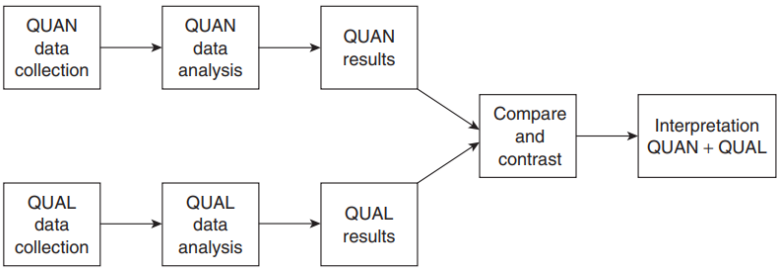 QUAN
data
collection
QUAN
data
analysis
QUAN
results
Compare
and
contrast
Interpretation
QUAN + QUAL
QUAL
data
collection
QUAL
data
analysis
QUAL
results